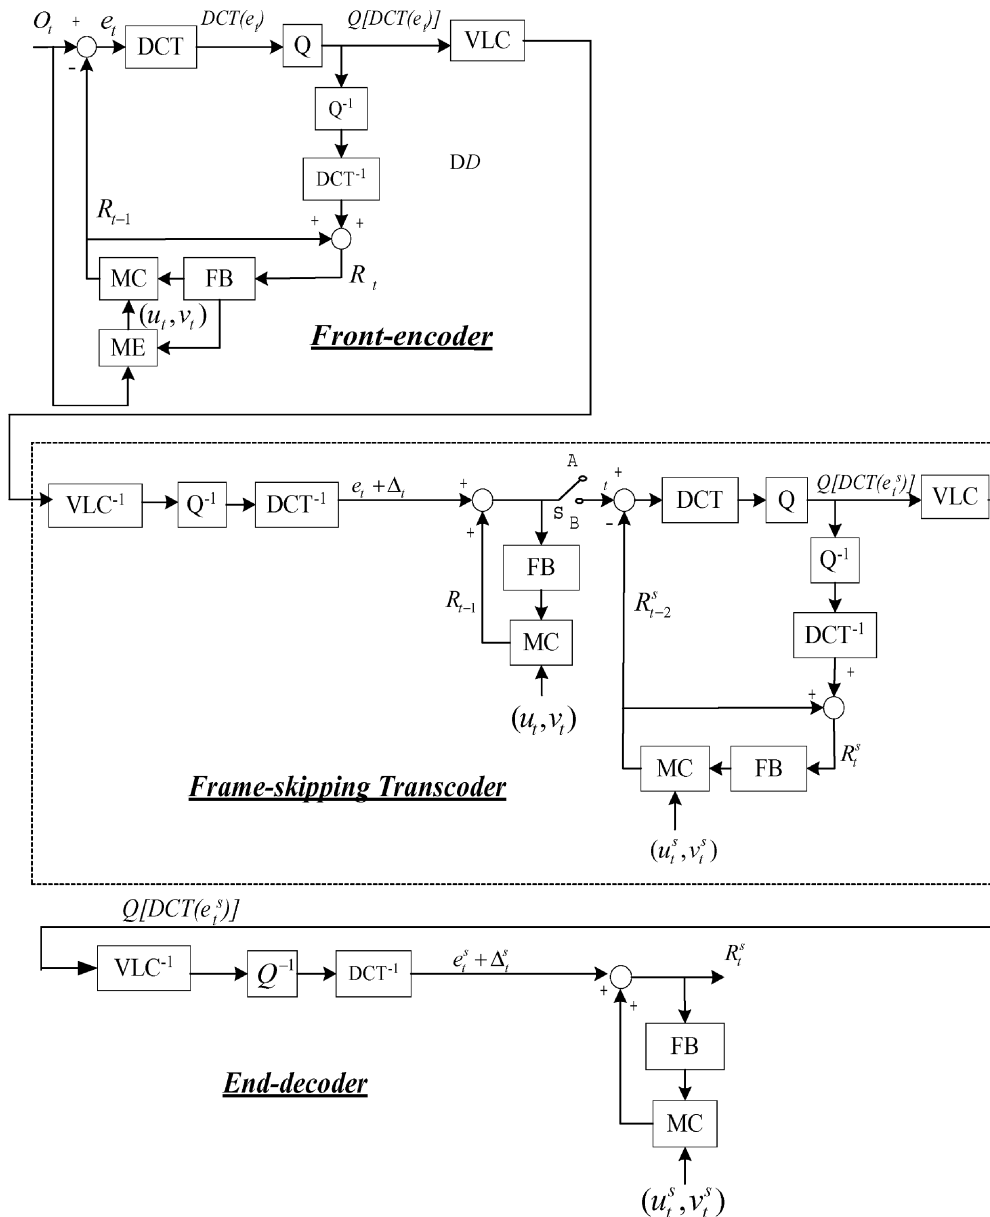 O_t + e_t DCT(e_t) Q[DCT(e_t)]
DCT Q VLC
-
Q⁻¹
DD
DCT⁻¹
R_{t-1} + +
MC FB R_t
(u_t, v_t)
ME
Front-encoder
VLC⁻¹ Q⁻¹ DCT⁻¹ e_t + Δ_t + A S B t + DCT Q Q[DCT(e_t^s)] VLC
+ -
Q⁻¹
FB
R_{t-1} R_{t-2}^s
DCT⁻¹
MC
+
+
(u_t, v_t)
R_t^s
MC FB
Frame-skipping Transcoder
(u_t^s, v_t^s)
Q[DCT(e_t^s)]
VLC⁻¹ Q⁻¹ DCT⁻¹ e_t^s + Δ_t^s R_t^s
+ +
FB
End-decoder
MC
(u_t^s, v_t^s)